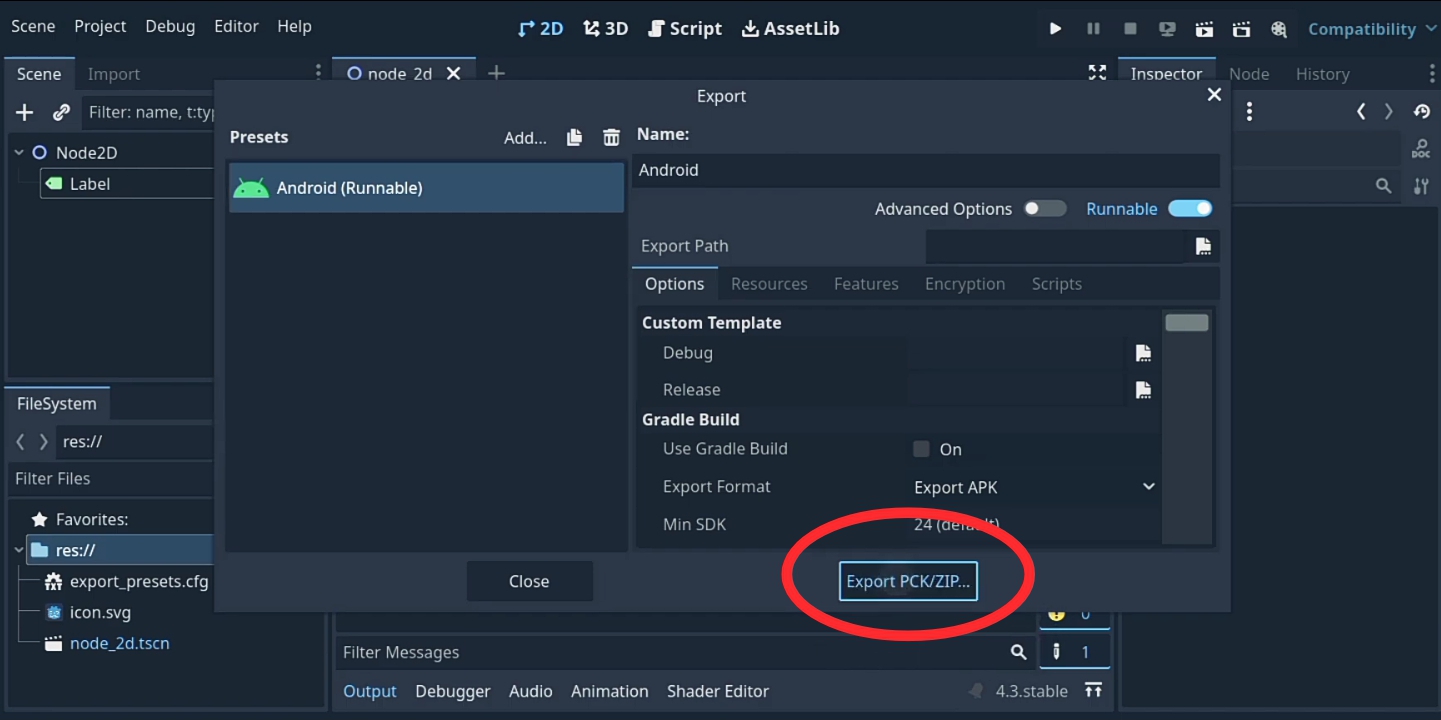 Scene Project Debug Editor Help 2D 3D Script AssetLib Compatibility
Scene Import node_2d Inspector Node History
Filter: name, t:typ
Node2D
Label
DOC
Export
Presets Add...
Android (Runnable)
Name:
Android
Advanced Options Runnable
Export Path
Options Resources Features Encryption Scripts
Custom Template
Debug
Release
Gradle Build
Use Gradle Build On
Export Format Export APK
Min SDK 24 (default)
Close Export PCK/ZIP...
FileSystem
res://
Filter Files
Favorites:
res://
export_presets.cfg
icon.svg
node_2d.tscn
0
Filter Messages 1
Output Debugger Audio Animation Shader Editor 4.3.stable